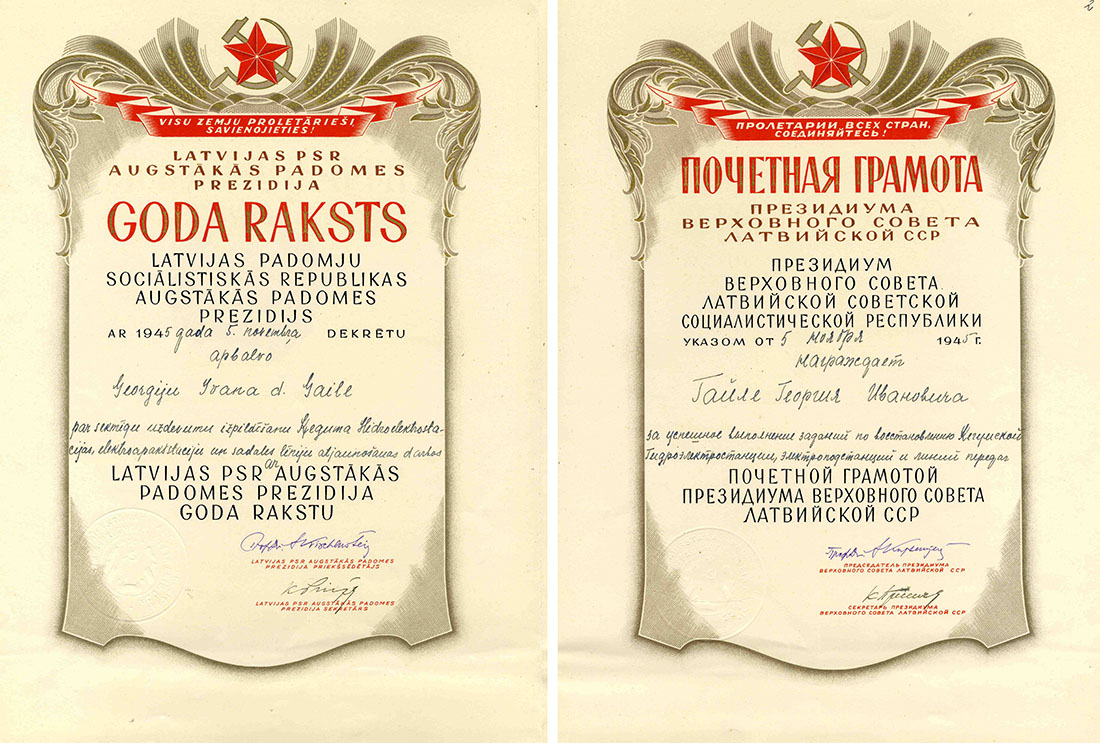 VISU ZEMJU PROLETĀRIEŠI,
SAVIENOJIETIES!
LATVIJAS PSR
AUGSTĀKĀS PADOMES
PREZIDIJA
GODA RAKSTS
LATVIJAS PADOMJU
SOCIĀLISTISKĀS REPUBLIKAS
AUGSTĀKĀS PADOMES
PREZIDIJS
AR 1945 gada 5. novembra DEKRĒTU
apbalvo
Georgiju Ivana d. Gaile
par sekmīgu uzdevumu izpildīšanu Ķeguma Hidroelektrosta-
cijas, elektroapakšstaciju un sadales līniju atjaunošanas darbos
ar
LATVIJAS PSR AUGSTĀKĀS
PADOMES PREZIDIJA
GODA RAKSTU
LATVIJAS PSR AUGSTĀKĀS PADOMES
PREZIDIJA PRIEKŠSĒDĒTĀJS
LATVIJAS PSR AUGSTĀKĀS PADOMES
PREZIDIJA SEKRETĀRS
2
ПРОЛЕТАРИИ ВСЕХ СТРАН,
СОЕДИНЯЙТЕСЬ!
ПОЧЕТНАЯ ГРАМОТА
ПРЕЗИДИУМА
ВЕРХОВНОГО СОВЕТА
ЛАТВИЙСКОЙ ССР
ПРЕЗИДИУМ
ВЕРХОВНОГО СОВЕТА
ЛАТВИЙСКОЙ СОВЕТСКОЙ
СОЦИАЛИСТИЧЕСКОЙ РЕСПУБЛИКИ
УКАЗОМ ОТ 5 ноября 1945 г.
награждает
Гайле Георгия Ивановича
за успешное выполнение заданий по восстановлению Кегумской
Гидроэлектростанции, электроподстанций и линий передач
ПОЧЕТНОЙ ГРАМОТОЙ
ПРЕЗИДИУМА ВЕРХОВНОГО СОВЕТА
ЛАТВИЙСКОЙ ССР
ПРЕДСЕДАТЕЛЬ ПРЕЗИДИУМА
ВЕРХОВНОГО СОВЕТА ЛАТВИЙСКОЙ ССР
СЕКРЕТАРЬ ПРЕЗИДИУМА
ВЕРХОВНОГО СОВЕТА ЛАТВИЙСКОЙ ССР